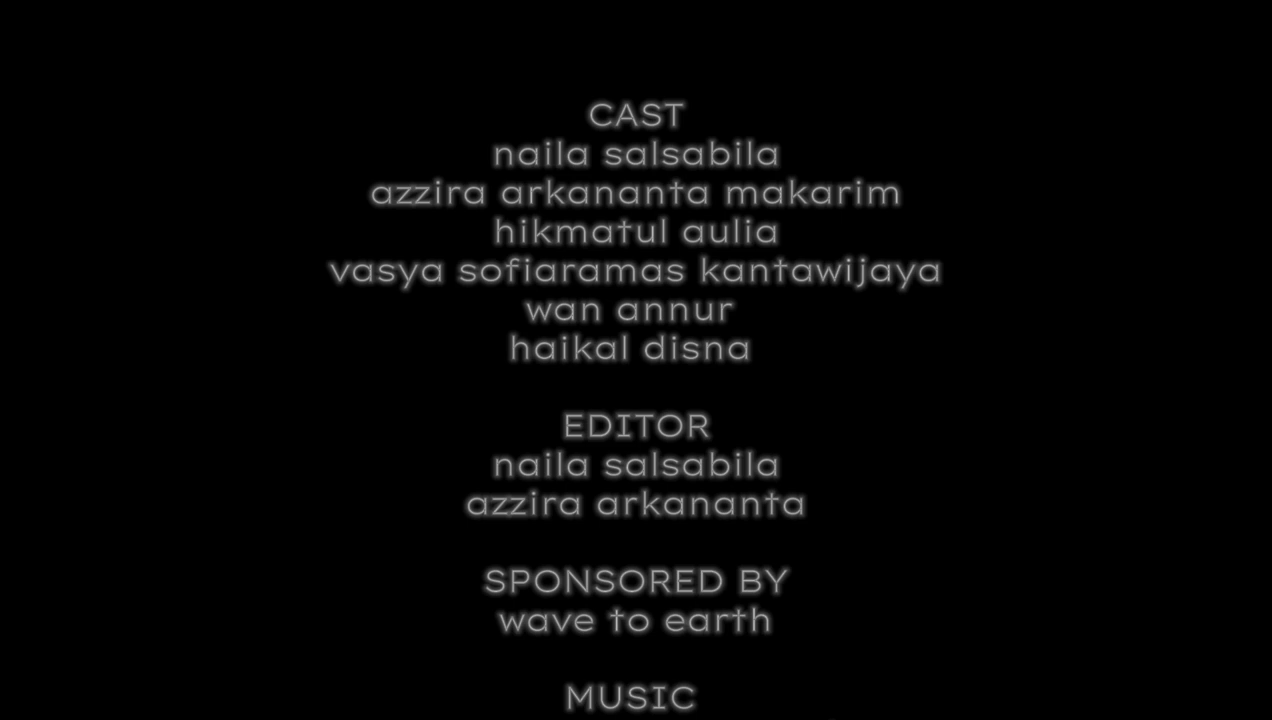 CAST
naila salsabila
azzira arkananta makarim
hikmatul aulia
vasya sofiaramas kantawijaya
wan annur
haikal disna
EDITOR
naila salsabila
azzira arkananta
SPONSORED BY
wave to earth
MUSIC